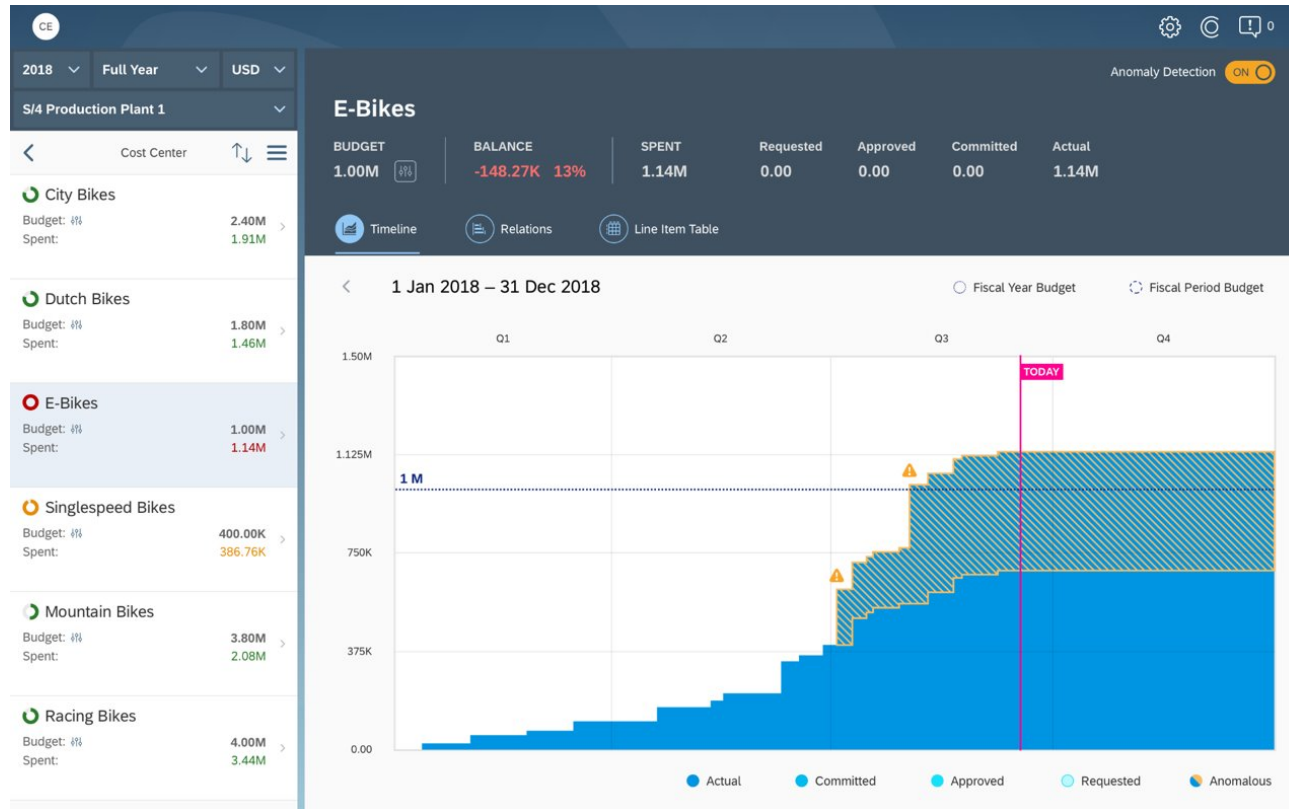 CE
0
2018 Full Year USD
S/4 Production Plant 1
Cost Center
City Bikes
Budget: 2.40M
Spent: 1.91M
Dutch Bikes
Budget: 1.80M
Spent: 1.46M
E-Bikes
Budget: 1.00M
Spent: 1.14M
Singlespeed Bikes
Budget: 400.00K
Spent: 386.76K
Mountain Bikes
Budget: 3.80M
Spent: 2.08M
Racing Bikes
Budget: 4.00M
Spent: 3.44M
Anomaly Detection ON
E-Bikes
BUDGET BALANCE SPENT Requested Approved Committed Actual
1.00M -148.27K 13% 1.14M 0.00 0.00 0.00 1.14M
Timeline Relations Line Item Table
1 Jan 2018 – 31 Dec 2018 Fiscal Year Budget Fiscal Period Budget
Q1 Q2 Q3 Q4
1.50M
TODAY
1.125M
1 M
750K
375K
0.00
Actual Committed Approved Requested Anomalous